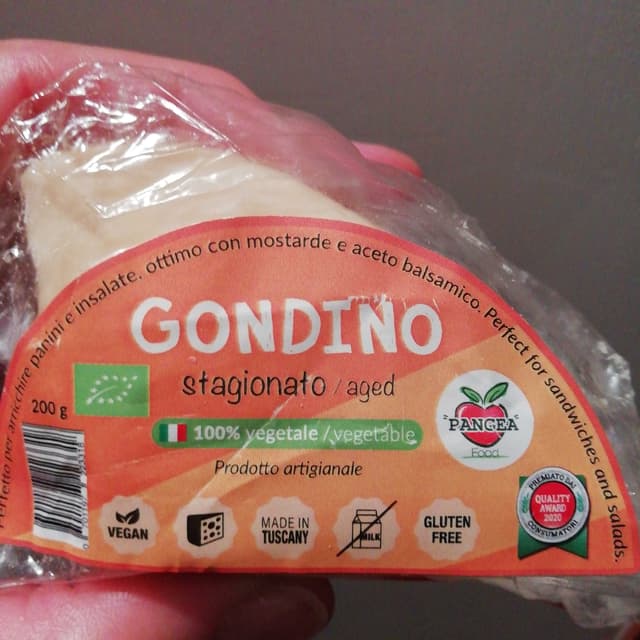 Perfetto per arricchire panini e insalate. ottimo con mostarde e aceto balsamico. Perfect for sandwiches and salads.
GONDINO
stagionato / aged
200 g
100% vegetale / vegetable
"PANGEA"
Food
Prodotto artigianale
VEGAN
MADE IN
TUSCANY
MILK
GLUTEN
FREE
PREMIATO DAI
QUALITY
AWARD
2020
CONSUMATORI